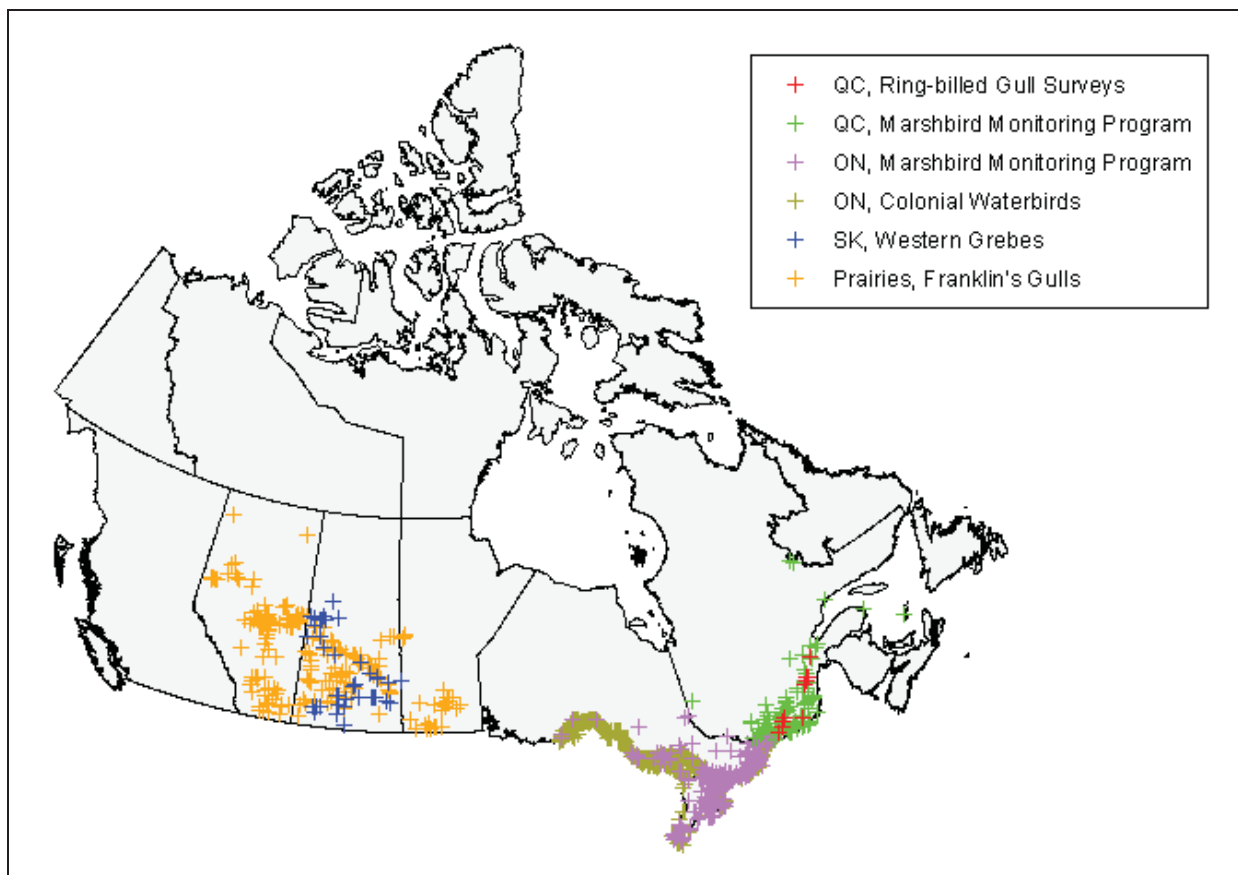 QC, Ring-billed Gull Surveys
QC, Marshbird Monitoring Program
ON, Marshbird Monitoring Program
ON, Colonial Waterbirds
SK, Western Grebes
Prairies, Franklin's Gulls